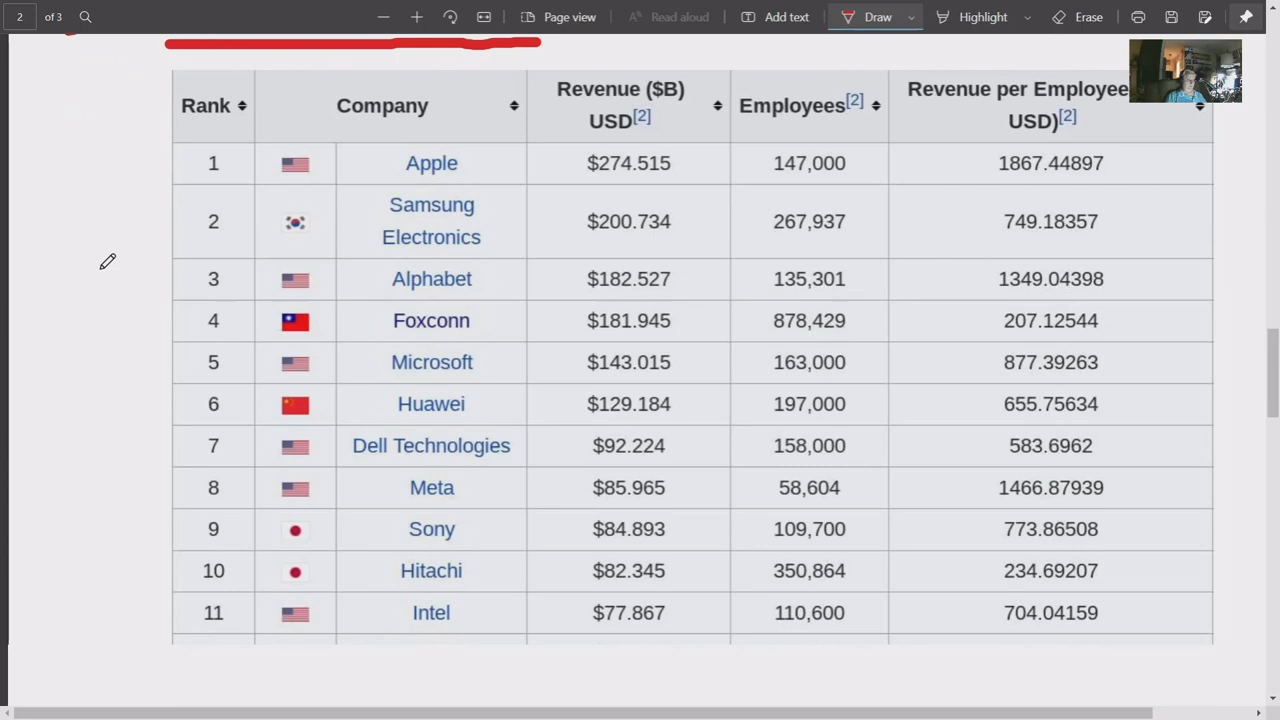 2 of 3 Page view Read aloud Add text Draw Highlight Erase
Rank Company Revenue ($B) USD[2] Employees[2] Revenue per Employee USD)[2]
1 Apple $274.515 147,000 1867.44897
2 Samsung Electronics $200.734 267,937 749.18357
3 Alphabet $182.527 135,301 1349.04398
4 Foxconn $181.945 878,429 207.12544
5 Microsoft $143.015 163,000 877.39263
6 Huawei $129.184 197,000 655.75634
7 Dell Technologies $92.224 158,000 583.6962
8 Meta $85.965 58,604 1466.87939
9 Sony $84.893 109,700 773.86508
10 Hitachi $82.345 350,864 234.69207
11 Intel $77.867 110,600 704.04159